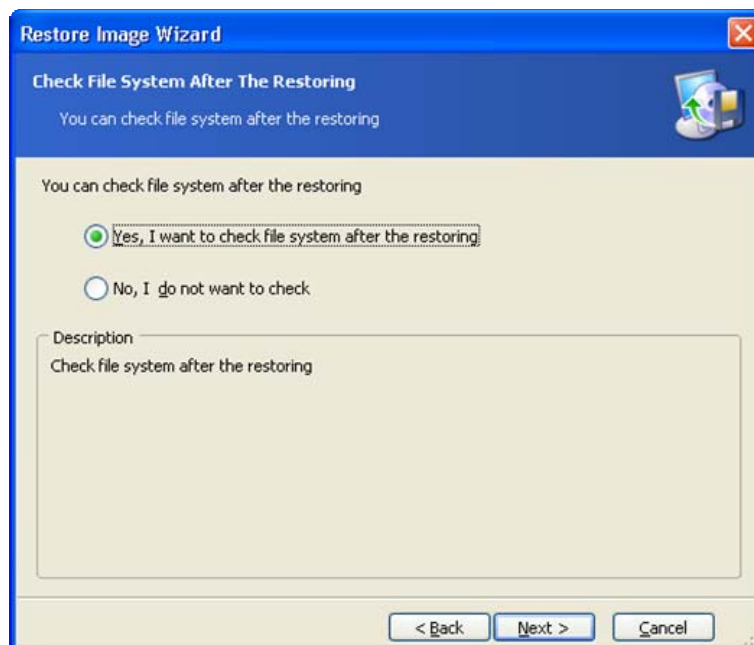 Restore Image Wizard
Check File System After The Restoring
You can check file system after the restoring
You can check file system after the restoring
Yes, I want to check file system after the restoring
No, I do not want to check
Description
Check file system after the restoring
< Back Next > Cancel